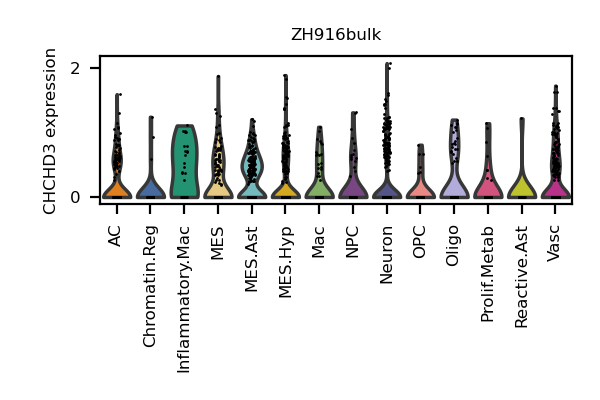 ZH916bulk
CHCHD3 expression
2
0
AC
Chromatin.Reg
Inflammatory.Mac
MES
MES.Ast
MES.Hyp
Mac
NPC
Neuron
OPC
Oligo
Prolif.Metab
Reactive.Ast
Vasc